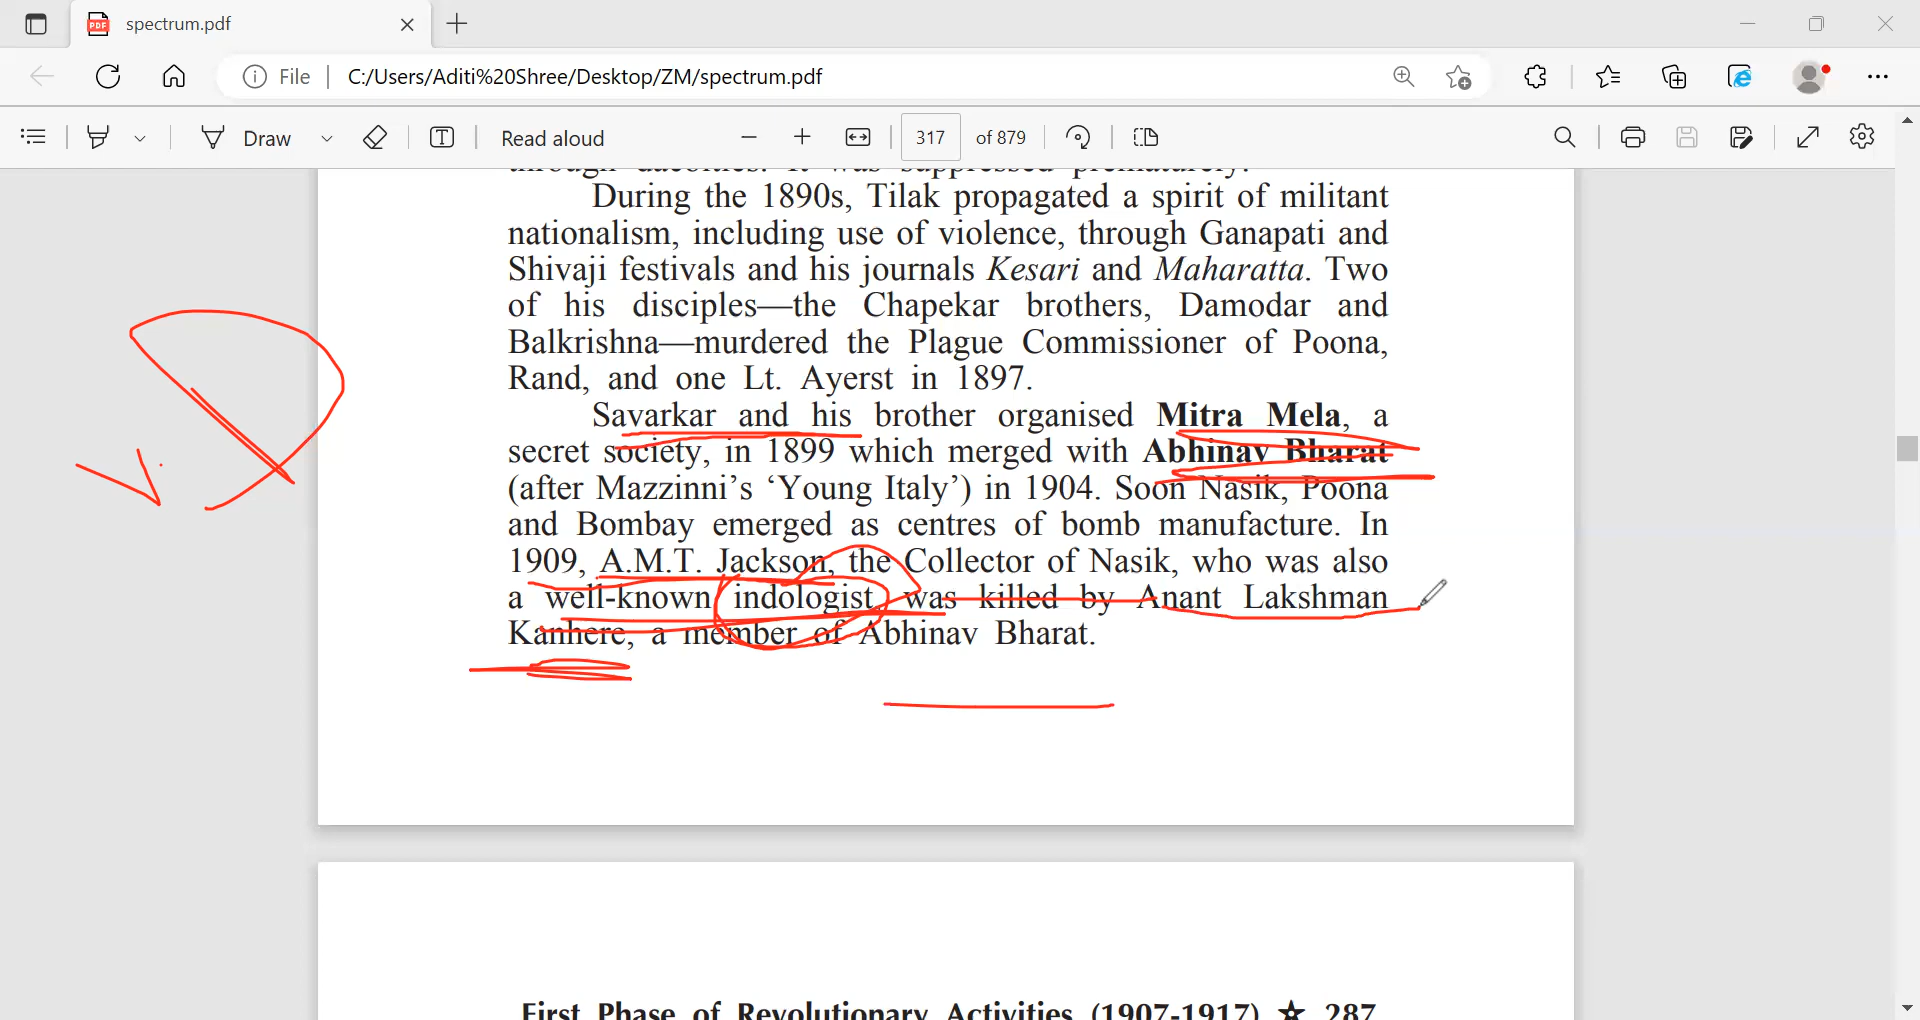 spectrum.pdf
File
C:/Users/Aditi%20Shree/Desktop/ZM/spectrum.pdf
Draw
Read aloud
317
of 879
through dacoities. It was suppressed prematurely.
During the 1890s, Tilak propagated a spirit of militant
nationalism, including use of violence, through Ganapati and
Shivaji festivals and his journals Kesari and Maharatta. Two
of his disciples—the Chapekar brothers, Damodar and
Balkrishna—murdered the Plague Commissioner of Poona,
Rand, and one Lt. Ayerst in 1897.
Savarkar and his brother organised Mitra Mela, a
secret society, in 1899 which merged with Abhinav Bharat
(after Mazzinni's 'Young Italy') in 1904. Soon Nasik, Poona
and Bombay emerged as centres of bomb manufacture. In
1909, A.M.T. Jackson, the Collector of Nasik, who was also
a well-known indologist, was killed by Anant Lakshman
Kanhere, a member of Abhinav Bharat.
First Phase of Revolutionary Activities (1907-1917) ☆ 287